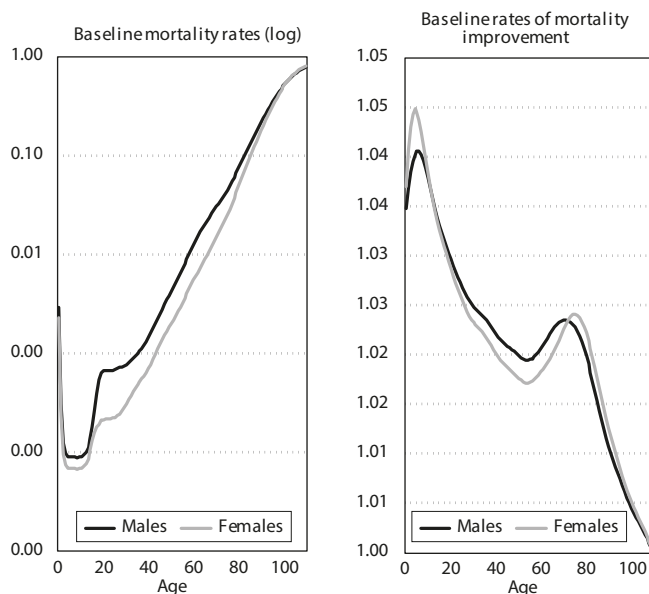 Baseline mortality rates (log)
1.00
0.10
0.01
0.00
0.00
0.00
0 20 40 60 80 100
Age
Males Females
Baseline rates of mortality
improvement
1.05
1.05
1.04
1.04
1.03
1.03
1.02
1.02
1.01
1.01
1.00
0 20 40 60 80 100
Age
Males Females